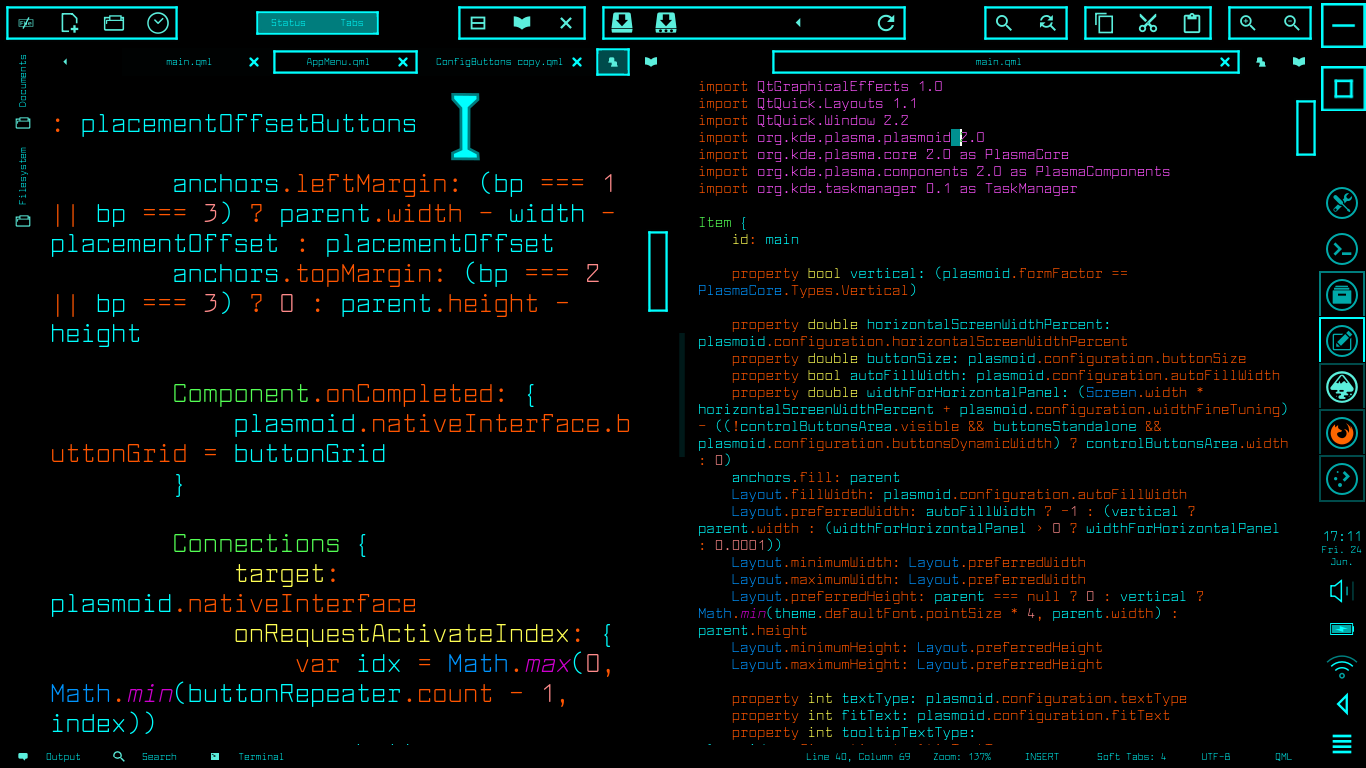 Status Tabs
main.qml
AppMenu.qml
ConfigButtons copy.qml
main.qml
Documents
Filesystem
: placementOffsetButtons
anchors.leftMargin: (bp === 1
|| bp === 3) ? parent.width - width -
placementOffset : placementOffset
anchors.topMargin: (bp === 2
|| bp === 3) ? 0 : parent.height -
height
Component.onCompleted: {
plasmoid.nativeInterface.b
uttonGrid = buttonGrid
}
Connections {
target:
plasmoid.nativeInterface
onRequestActivateIndex: {
var idx = Math.max(0,
Math.min(buttonRepeater.count - 1,
index))
import QtGraphicalEffects 1.0
import QtQuick.Layouts 1.1
import QtQuick.Window 2.2
import org.kde.plasma.plasmoid 2.0
import org.kde.plasma.core 2.0 as PlasmaCore
import org.kde.plasma.components 2.0 as PlasmaComponents
import org.kde.taskmanager 0.1 as TaskManager
Item {
id: main
property bool vertical: (plasmoid.formFactor ==
PlasmaCore.Types.Vertical)
property double horizontalScreenWidthPercent:
plasmoid.configuration.horizontalScreenWidthPercent
property double buttonSize: plasmoid.configuration.buttonSize
property bool autoFillWidth: plasmoid.configuration.autoFillWidth
property double widthForHorizontalPanel: (Screen.width *
horizontalScreenWidthPercent + plasmoid.configuration.widthFineTuning)
- ((!controlButtonsArea.visible && buttonsStandalone &&
plasmoid.configuration.buttonsDynamicWidth) ? controlButtonsArea.width
: 0)
anchors.fill: parent
Layout.fillWidth: plasmoid.configuration.autoFillWidth
Layout.preferredWidth: autoFillWidth ? -1 : (vertical ?
parent.width : (widthForHorizontalPanel > 0 ? widthForHorizontalPanel
: 0.0001))
Layout.minimumWidth: Layout.preferredWidth
Layout.maximumWidth: Layout.preferredWidth
Layout.preferredHeight: parent === null ? 0 : vertical ?
Math.min(theme.defaultFont.pointSize * 4, parent.width) :
parent.height
Layout.minimumHeight: Layout.preferredHeight
Layout.maximumHeight: Layout.preferredHeight
property int textType: plasmoid.configuration.textType
property int fitText: plasmoid.configuration.fitText
property int tooltipTextType:
17:11
Fri. 24
Jun.
Output Search Terminal
Line 40, Column 69 Zoom: 137% INSERT Soft Tabs: 4 UTF-8 QML